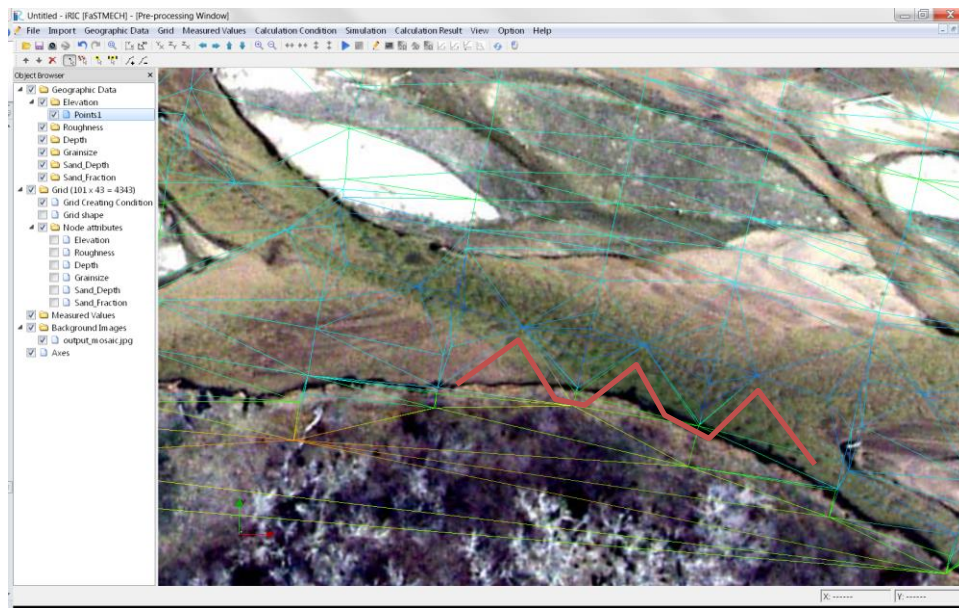 Untitled - iRIC [FaSTMECH] - [Pre-processing Window]
File Import Geographic Data Grid Measured Values Calculation Condition Simulation Calculation Result View Option Help
Object Browser
Geographic Data
Elevation
Points1
Roughness
Depth
Grainsize
Sand_Depth
Sand_Fraction
Grid (101 x 43 = 4343)
Grid Creating Condition
Grid shape
Node attributes
Elevation
Roughness
Depth
Grainsize
Sand_Depth
Sand_Fraction
Measured Values
Background Images
output_mosaic.jpg
Axes
X: ------ Y: ------